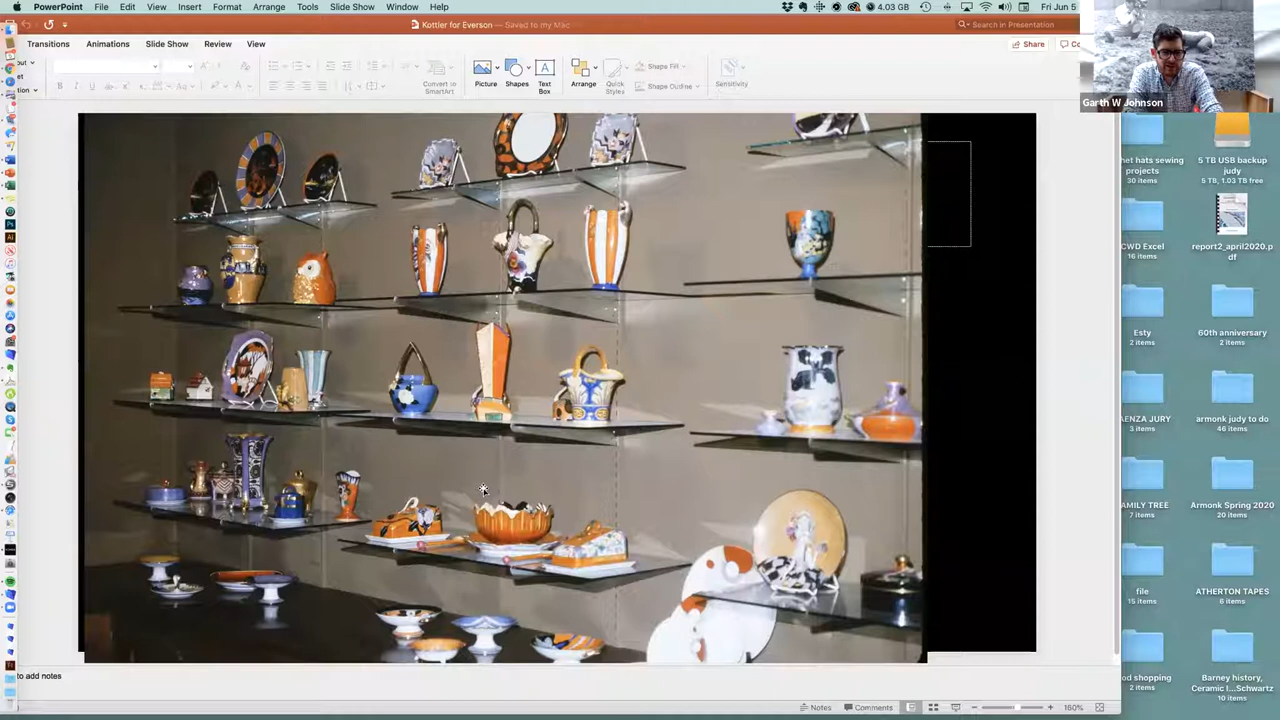 PowerPoint File Edit View Insert Format Arrange Tools Slide Show Window Help
4.03 GB
Fri Jun 5
Kottler for Everson — Saved to my Mac
Search in Presentation
Transitions Animations Slide Show Review View
Share
Co
Convert to
SmartArt
Picture
Shapes
Text
Box
Arrange
Quick
Styles
Shape Fill
Shape Outline
Sensitivity
Garth W Johnson
het hats sewing
projects
30 items
5 TB USB backup
judy
5 TB, 1.03 TB free
CWD Excel
16 items
report2_april2020.p
df
Esty
6 items
60th anniversary
2 items
AENZA JURY
3 items
armonk judy to do
46 items
AMILY TREE
7 items
Armonk Spring 2020
file
15 items
ATHERTON TAPES
6 items
od shopping
2 items
Barney history,
Ceramic I...Schwartz
10 items
to add notes
Notes
Comments
160%